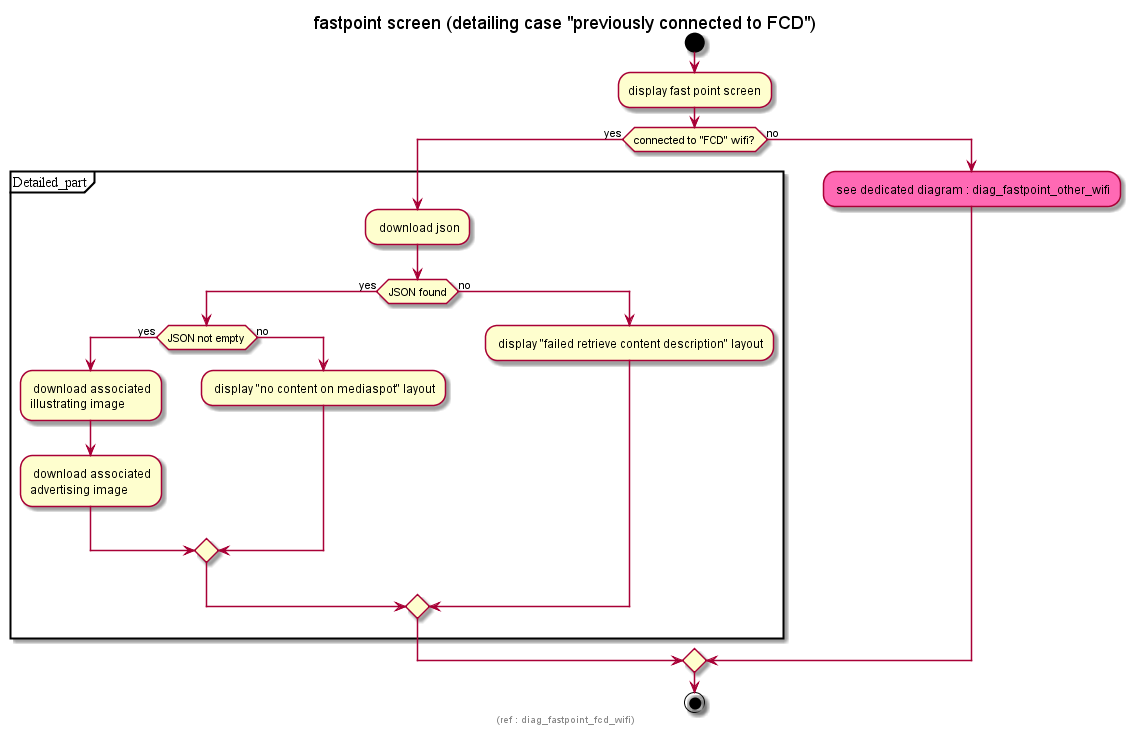 fastpoint screen (detailing case "previously connected to FCD")
display fast point screen
yes
connected to "FCD" wifi?
no
Detailed_part
see dedicated diagram : diag_fastpoint_other_wifi
download json
yes
JSON found
no
yes
JSON not empty
no
display "failed retrieve content description" layout
download associated
illustrating image
display "no content on mediaspot" layout
download associated
advertising image
(ref : diag_fastpoint_fcd_wifi)